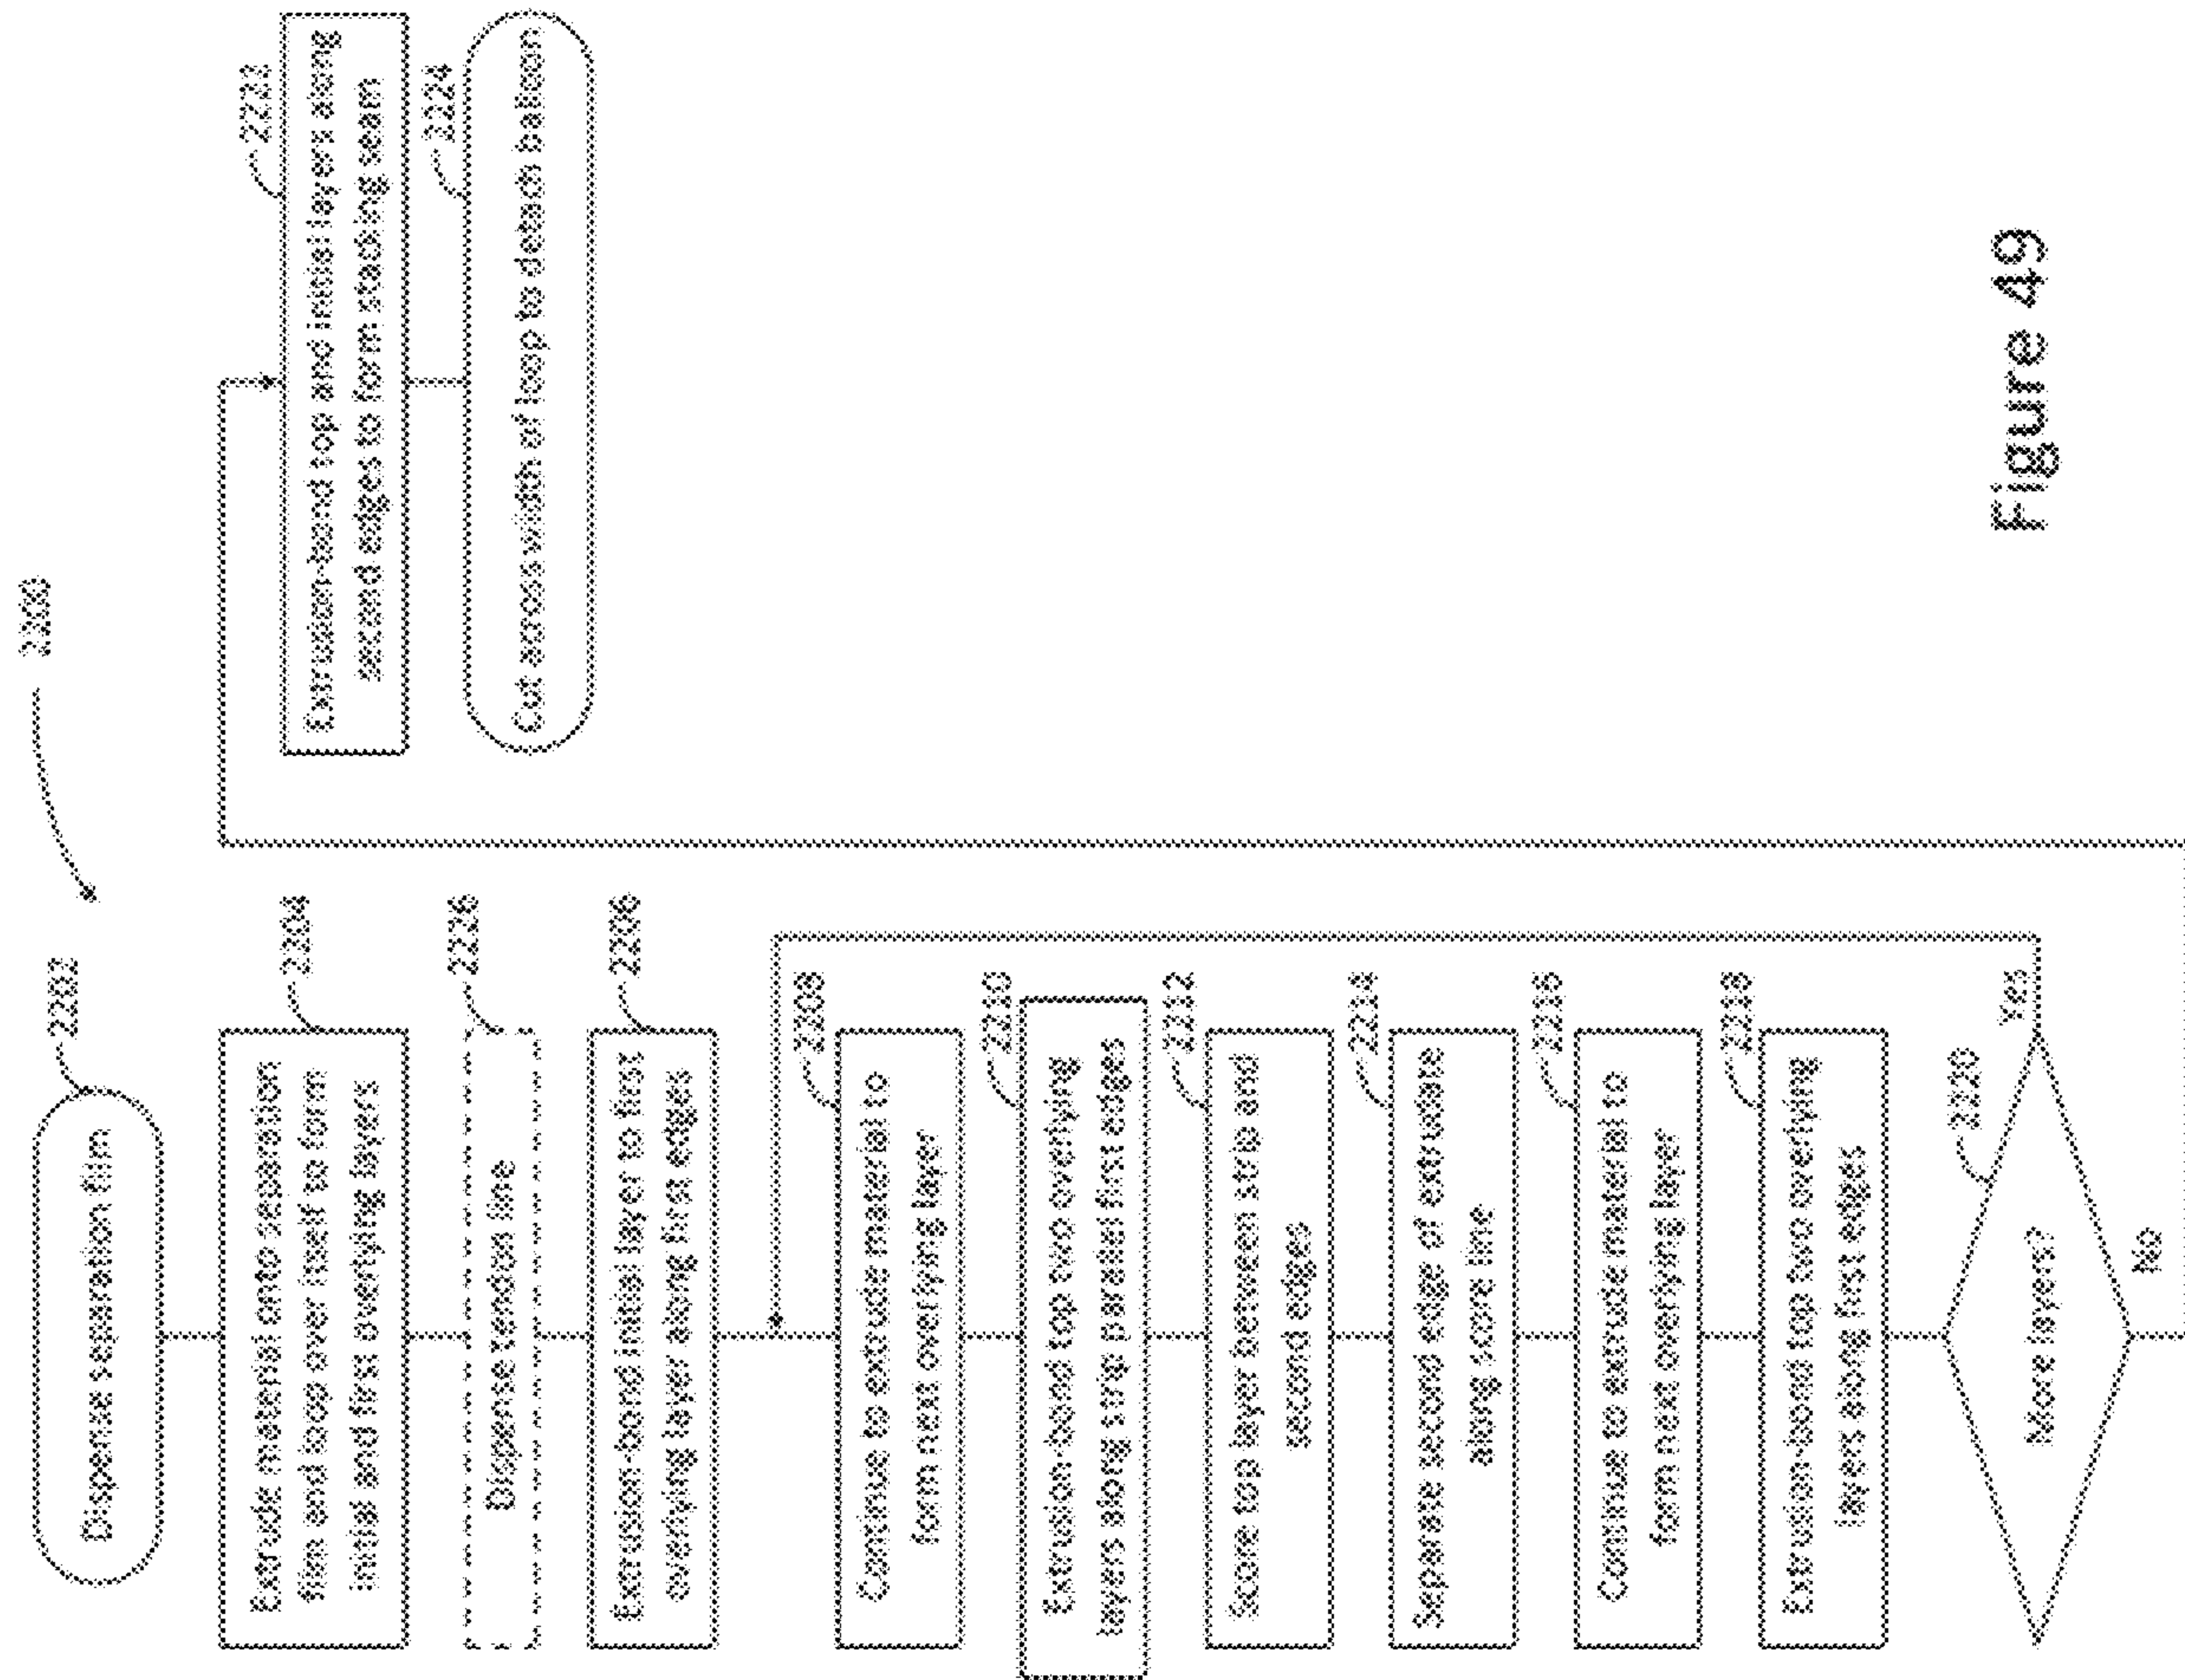 2200
2202
Dispense separation film
2204
Extrude material onto separation
film and loop over itself to form
initial and first overlying layers
2226
Dispense tendon line
2206
Extrusion-bond initial layer to first
overlying layer along first edges
2208
Continue to extrude material to
form next overlying layer
2210
Extrusion-bond top two overlying
layers along strip parallel first edges
2212
Score top layer between strip and
second edges
2214
Separate second edge of extrudate
along score line
2216
Continue to extrude material to
form next overlying layer
2218
Extrusion-bond top two overlying
layers along first edges
2220
More layers?
Yes
No
2222
Extrusion-bond top and initial layers along
second edges to form starting seam
2224
Cut across width of loop to detach balloon
Figure 49